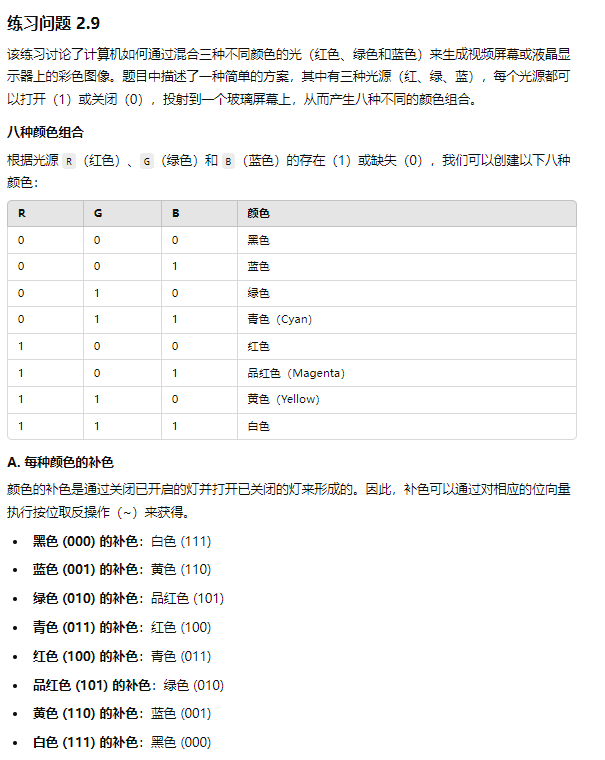 练习问题 2.9
该练习讨论了计算机如何通过混合三种不同颜色的光（红色、绿色和蓝色）来生成视频屏幕或液晶显
示器上的彩色图像。题目中描述了一种简单的方案，其中有三种光源（红、绿、蓝），每个光源都可
以打开（1）或关闭（0），投射到一个玻璃屏幕上，从而产生八种不同的颜色组合。
八种颜色组合
根据光源 R（红色）、G（绿色）和 B（蓝色）的存在（1）或缺失（0），我们可以创建以下八种
颜色：
R G B 颜色
0 0 0 黑色
0 0 1 蓝色
0 1 0 绿色
0 1 1 青色（Cyan）
1 0 0 红色
1 0 1 品红色（Magenta）
1 1 0 黄色（Yellow）
1 1 1 白色
A. 每种颜色的补色
颜色的补色是通过关闭已开启的灯并打开已关闭的灯来形成的。因此，补色可以通过对相应的位向量
执行按位取反操作（~）来获得。
• 黑色 (000) 的补色：白色 (111)
• 蓝色 (001) 的补色：黄色 (110)
• 绿色 (010) 的补色：品红色 (101)
• 青色 (011) 的补色：红色 (100)
• 红色 (100) 的补色：青色 (011)
• 品红色 (101) 的补色：绿色 (010)
• 黄色 (110) 的补色：蓝色 (001)
• 白色 (111) 的补色：黑色 (000)